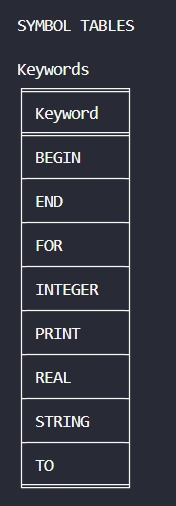 SYMBOL TABLES
Keywords
Keyword
BEGIN
END
FOR
INTEGER
PRINT
REAL
STRING
TO